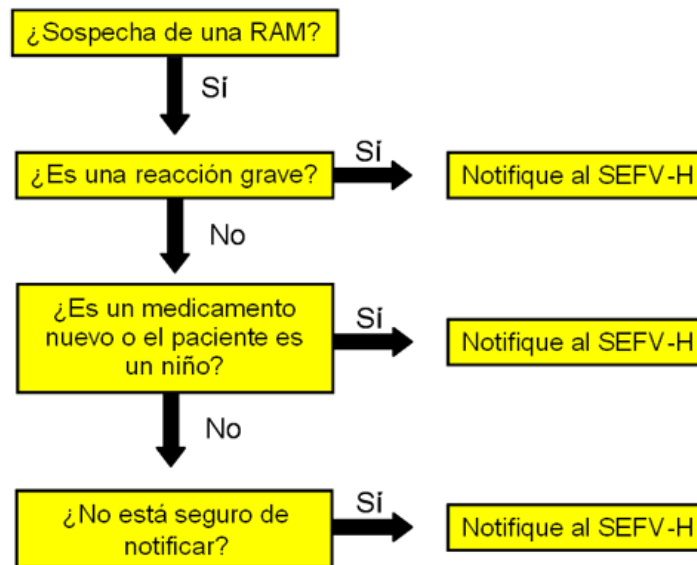 ¿Sospecha de una RAM?
Sí
¿Es una reacción grave?
Sí
Notifique al SEFV-H
No
¿Es un medicamento
nuevo o el paciente es
un niño?
Sí
Notifique al SEFV-H
No
¿No está seguro de
notificar?
Sí
Notifique al SEFV-H